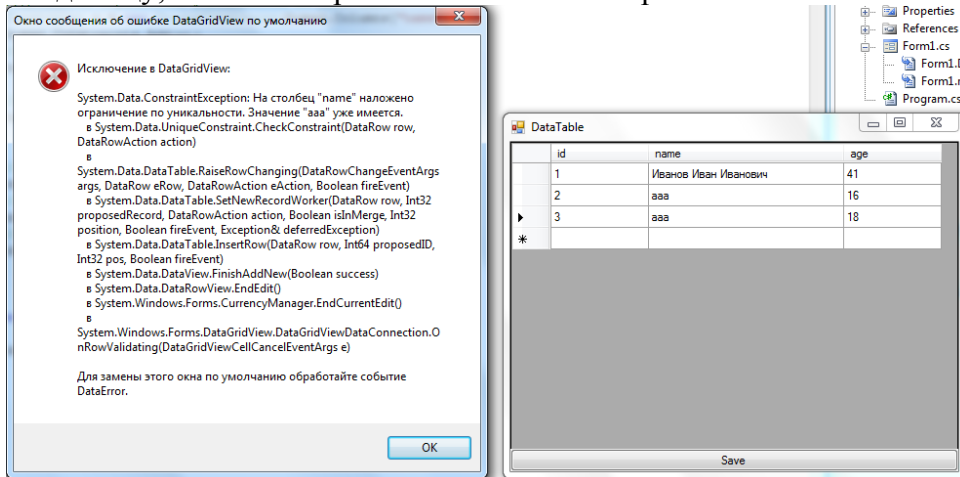 Окно сообщения об ошибке DataGridView по умолчанию
Исключение в DataGridView:
System.Data.ConstraintException: На столбец "name" наложено
ограничение по уникальности. Значение "aaa" уже имеется.
в System.Data.UniqueConstraint.CheckConstraint(DataRow row,
DataRowAction action)
в
System.Data.DataTable.RaiseRowChanging(DataRowChangeEventArgs
args, DataRow eRow, DataRowAction eAction, Boolean fireEvent)
в System.Data.DataTable.SetNewRecordWorker(DataRow row, Int32
proposedRecord, DataRowAction action, Boolean isInMerge, Int32
position, Boolean fireEvent, Exception& deferredException)
в System.Data.DataTable.InsertRow(DataRow row, Int64 proposedID,
Int32 pos, Boolean fireEvent)
в System.Data.DataView.FinishAddNew(Boolean success)
в System.Data.DataRowView.EndEdit()
в System.Windows.Forms.CurrencyManager.EndCurrentEdit()
в
System.Windows.Forms.DataGridView.DataGridViewDataConnection.O
nRowValidating(DataGridViewCellCancelEventArgs e)
Для замены этого окна по умолчанию обработайте событие
DataError.
OK
Properties
References
Form1.cs
Form1.
Form1.
Program.cs
DataTable
id name age
1 Иванов Иван Иванович 41
2 aaa 16
3 aaa 18
Save